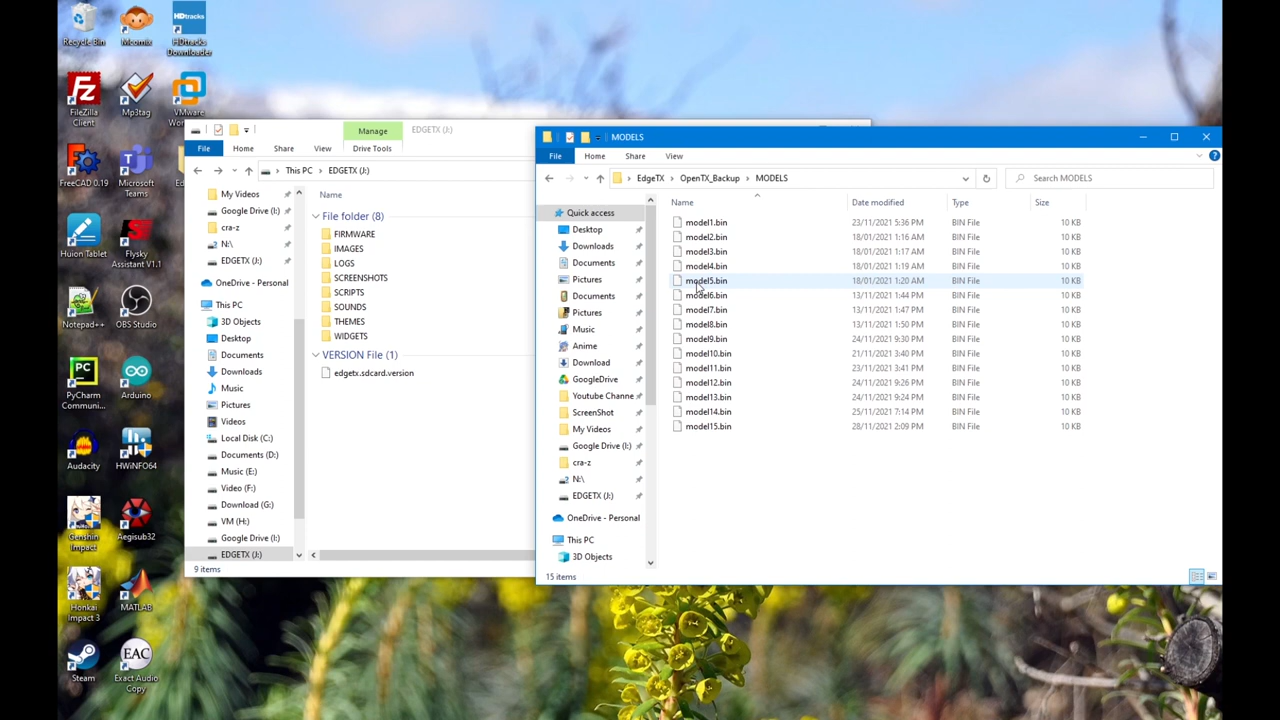 Recycle Bin
Mcomix
HDtracks
HDtracks
Downloader
FileZilla
Client
Mp3tag
VMware
Wor
FreeCAD 0.19
Microsoft
Teams
Huion Tablet
Flysky
Assistant V1.1
Notepad++
OBS Studio
PC
PyCharm
Communi...
Arduino
Audacity
HWiNFO64
Genshin
Impact
Aegisub32
Honkai
Impact 3
MATLAB
Steam
EAC
Exact Audio
Copy
Manage
EDGETX (J:)
File
Home
Share
View
Drive Tools
This PC
EDGETX (J:)
My Videos
Google Drive (I:)
cra-z
N:\
EDGETX (J:)
OneDrive - Personal
This PC
3D Objects
Desktop
Documents
Downloads
Music
Pictures
Videos
Local Disk (C:)
Documents (D:)
Music (E:)
Video (F:)
Download (G:)
VM (H:)
Google Drive (I:)
EDGETX (J:)
9 items
Name
File folder (8)
FIRMWARE
IMAGES
LOGS
SCREENSHOTS
SCRIPTS
SOUNDS
THEMES
WIDGETS
VERSION File (1)
edgetx.sdcard.version
MODELS
File
Home
Share
View
EdgeTX
OpenTX_Backup
MODELS
Search MODELS
Quick access
Desktop
Downloads
Documents
Pictures
Documents
Pictures
Music
Anime
Download
GoogleDrive
Youtube Channe
ScreenShot
My Videos
Google Drive (I:)
cra-z
N:\
EDGETX (J:)
OneDrive - Personal
This PC
3D Objects
Name Date modified Type Size
model1.bin 23/11/2021 5:36 PM BIN File 10 KB
model2.bin 18/01/2021 1:16 AM BIN File 10 KB
model3.bin 18/01/2021 1:17 AM BIN File 10 KB
model4.bin 18/01/2021 1:19 AM BIN File 10 KB
model5.bin 18/01/2021 1:20 AM BIN File 10 KB
model6.bin 13/11/2021 1:44 PM BIN File 10 KB
model7.bin 13/11/2021 1:47 PM BIN File 10 KB
model8.bin 13/11/2021 1:50 PM BIN File 10 KB
model9.bin 24/11/2021 9:30 PM BIN File 10 KB
model10.bin 21/11/2021 3:40 PM BIN File 10 KB
model11.bin 23/11/2021 3:41 PM BIN File 10 KB
model12.bin 24/11/2021 9:26 PM BIN File 10 KB
model13.bin 24/11/2021 9:24 PM BIN File 10 KB
model14.bin 25/11/2021 7:14 PM BIN File 10 KB
model15.bin 28/11/2021 2:09 PM BIN File 10 KB
15 items